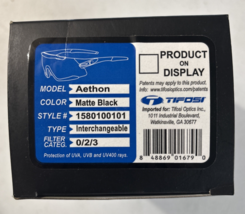 PRODUCT
ON
DISPLAY
Patents may apply to this product. Info:
www.tifosioptics.com/patents
MODEL Aethon
COLOR Matte Black
STYLE # 1580100101
TYPE Interchangeable
FILTER CATEG. 0/2/3
Protection of UVA, UVB and UV400 rays.
TIFOSI
Imported for: Tifosi Optics Inc.,
1011 Industrial Boulevard,
Watkinsville, GA 30677
8 48869 01679 0